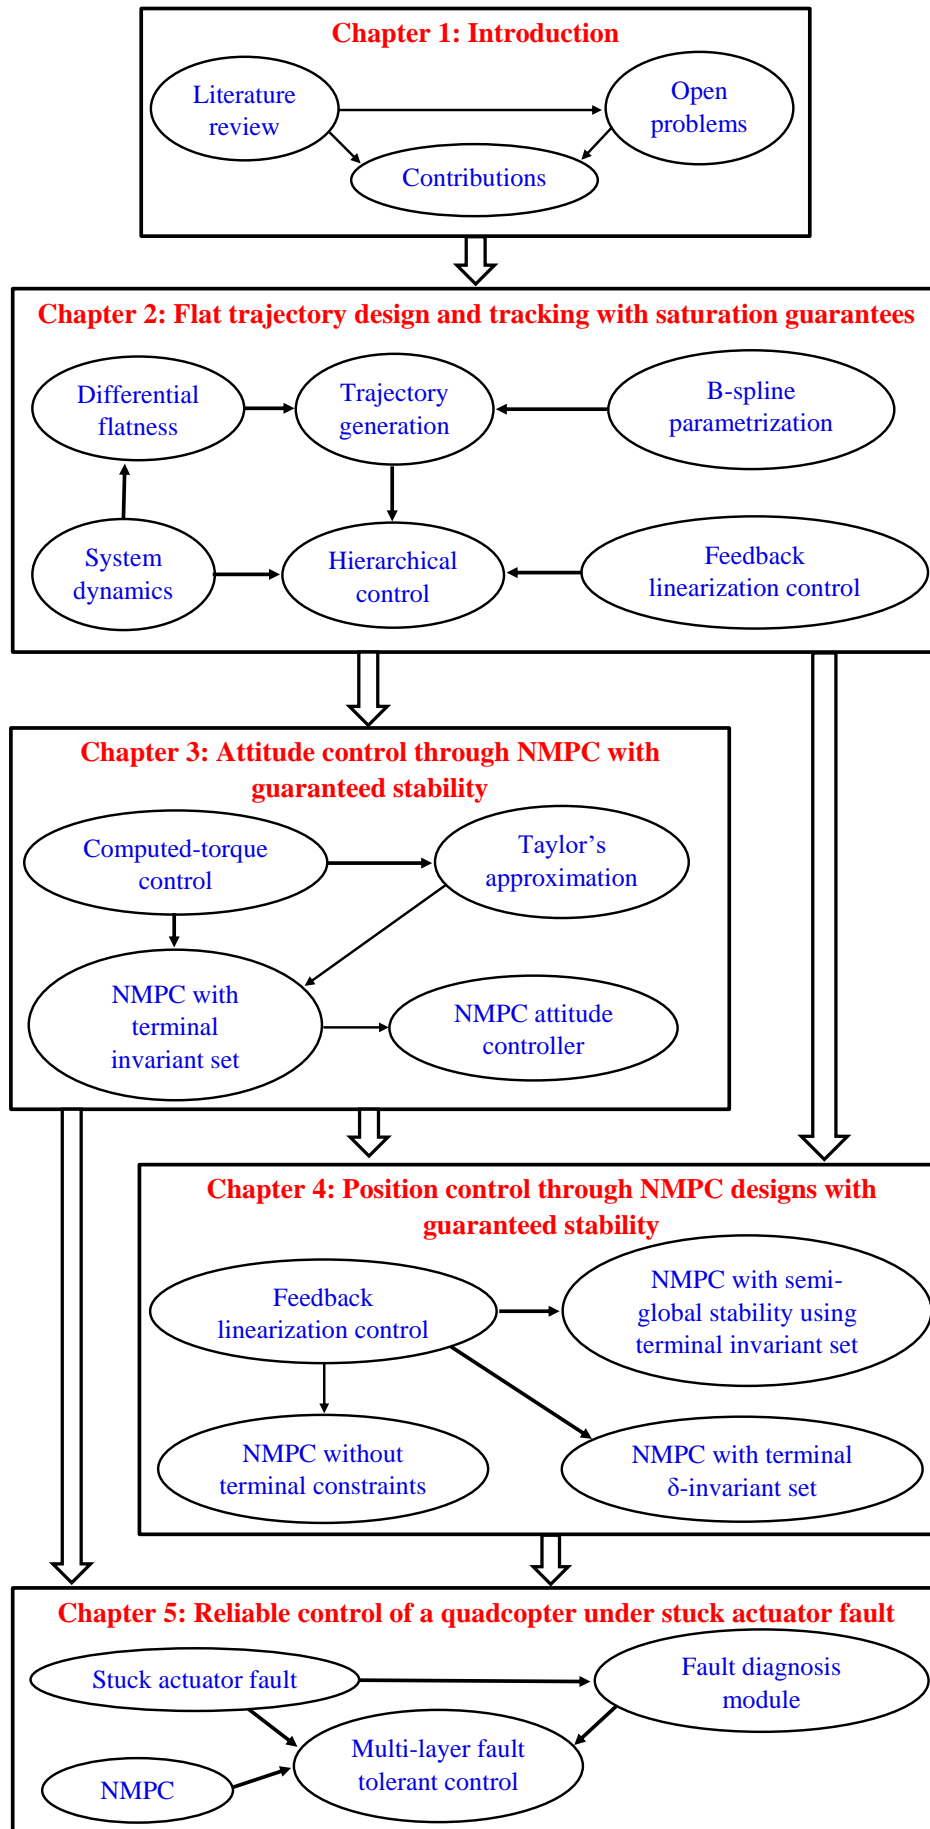 Chapter 1: Introduction
Literature
review
Open
problems
Contributions
Chapter 2: Flat trajectory design and tracking with saturation guarantees
Differential
flatness
Trajectory
generation
B-spline
parametrization
System
dynamics
Hierarchical
control
Feedback
linearization control
Chapter 3: Attitude control through NMPC with
guaranteed stability
Computed-torque
control
Taylor's
approximation
NMPC with
terminal
invariant set
NMPC attitude
controller
Chapter 4: Position control through NMPC designs with
guaranteed stability
Feedback
linearization control
NMPC with semi-
global stability using
terminal invariant set
NMPC without
terminal constraints
NMPC with terminal
δ-invariant set
Chapter 5: Reliable control of a quadcopter under stuck actuator fault
Stuck actuator fault
Fault diagnosis
module
Multi-layer fault
tolerant control
NMPC